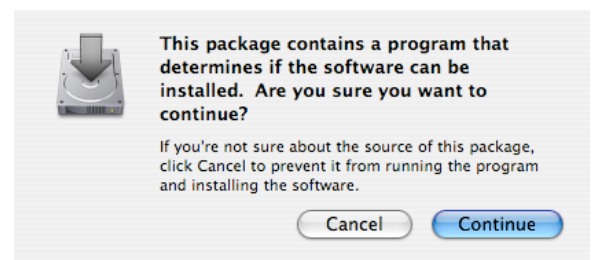 This package contains a program that
determines if the software can be
installed.  Are you sure you want to
continue?
If you're not sure about the source of this package,
click Cancel to prevent it from running the program
and installing the software.
Cancel Continue